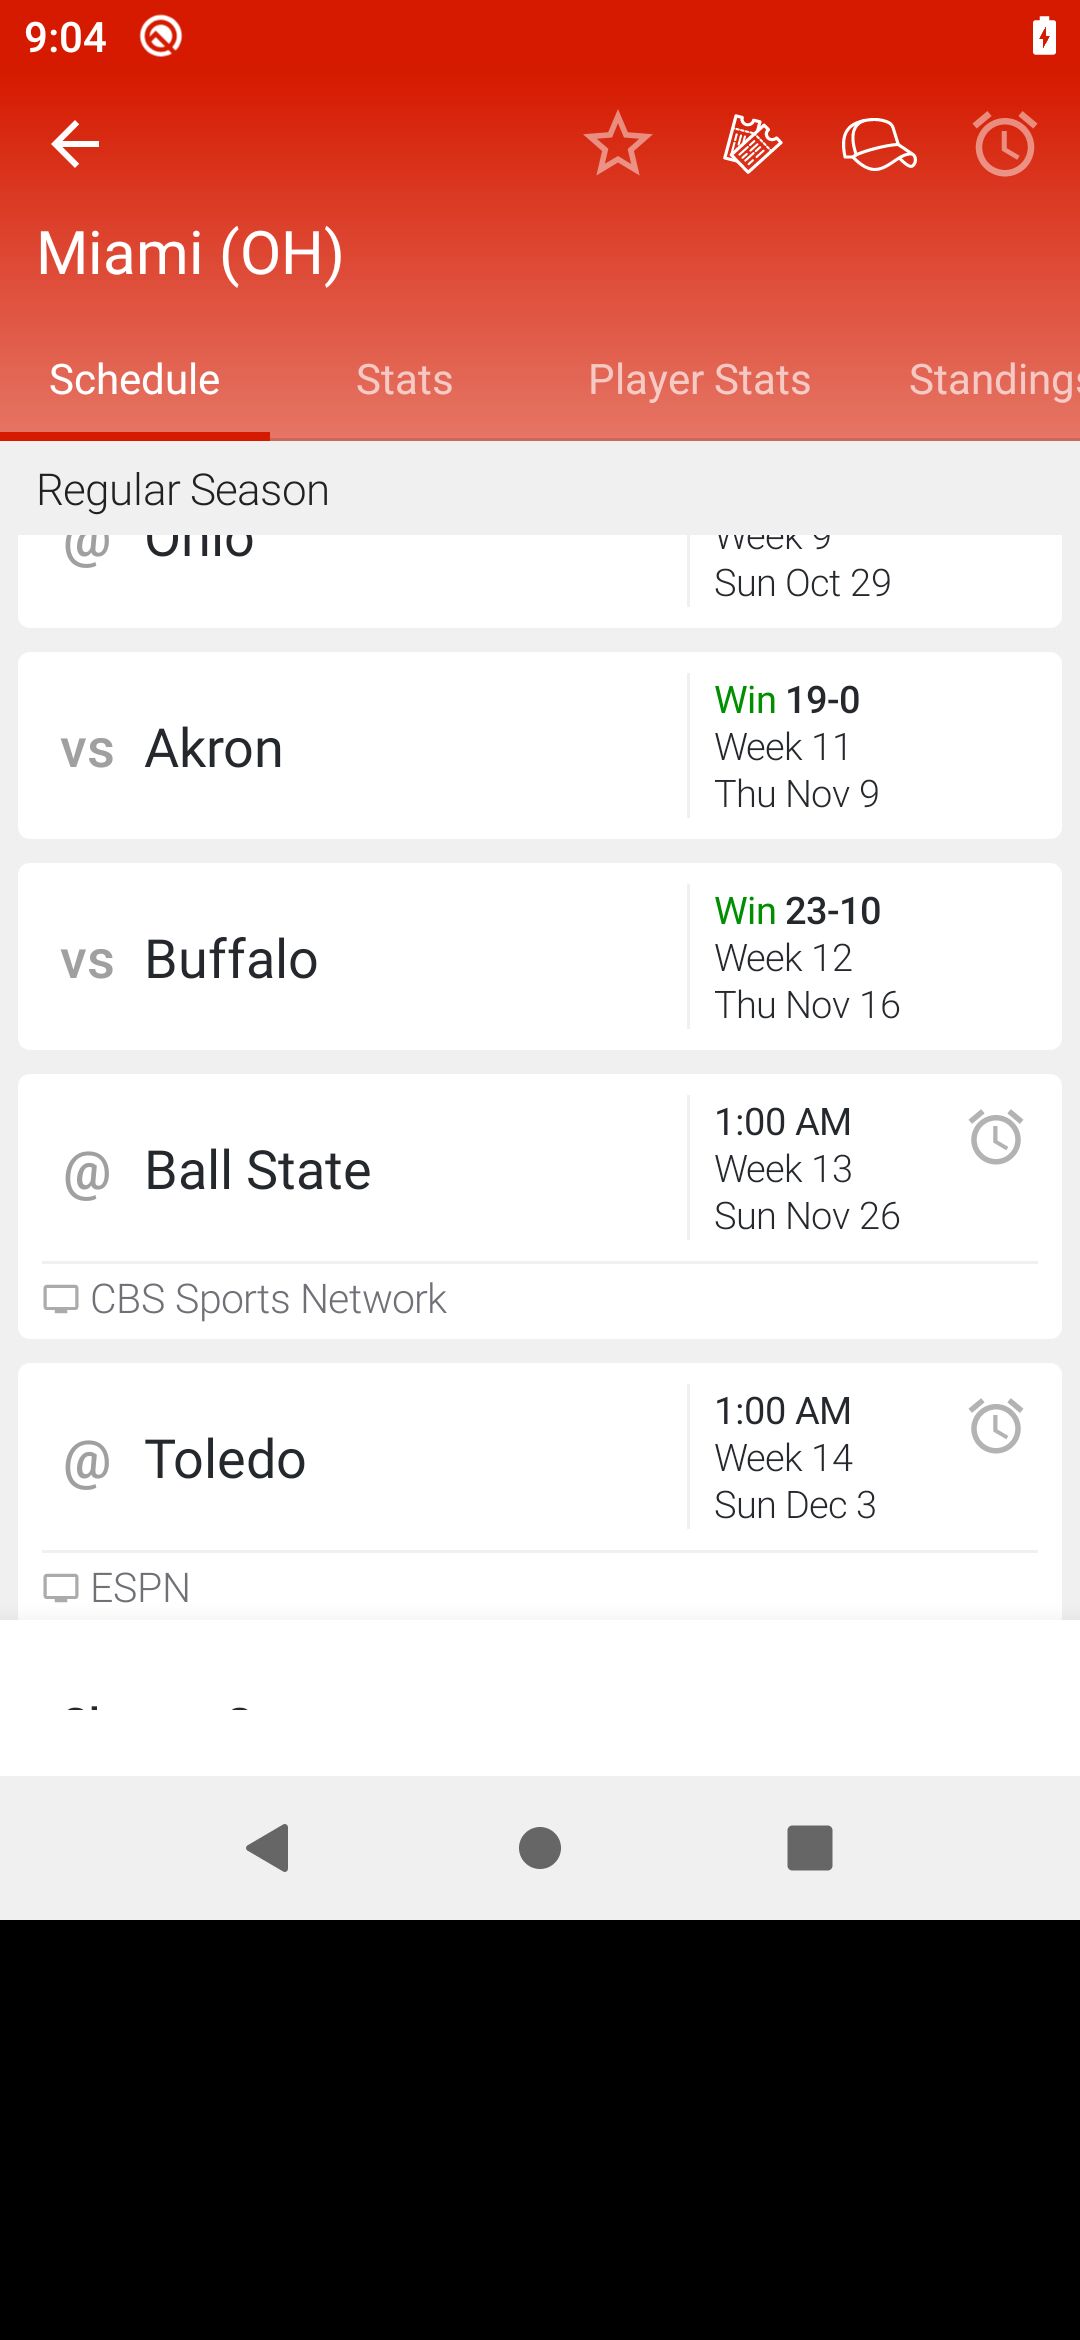 9:04
Miami (OH)
Schedule Stats Player Stats Standings
Regular Season
@ Ohio
Week 9
Sun Oct 29
vs Akron
Win 19-0
Week 11
Thu Nov 9
vs Buffalo
Win 23-10
Week 12
Thu Nov 16
@ Ball State
1:00 AM
Week 13
Sun Nov 26
CBS Sports Network
@ Toledo
1:00 AM
Week 14
Sun Dec 3
ESPN